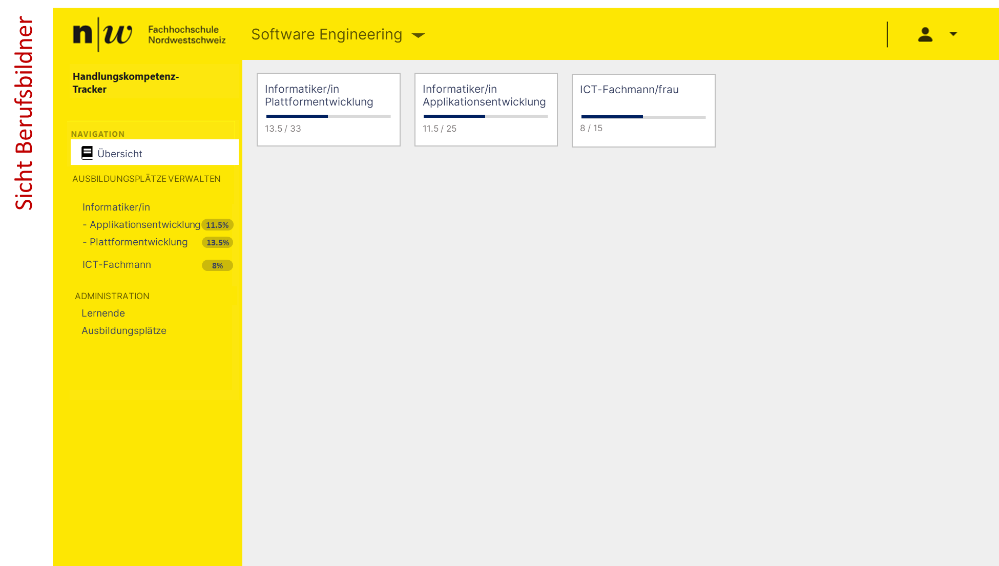 Sicht Berufsbildner
n|w
Fachhochschule
Nordwestschweiz
Software Engineering
Handlungskompetenz-
Tracker
NAVIGATION
Übersicht
AUSBILDUNGSPLÄTZE VERWALTEN
Informatiker/in
- Applikationsentwicklung 11.5%
- Plattformentwicklung 13.5%
ICT-Fachmann 8%
ADMINISTRATION
Lernende
Ausbildungsplätze
Informatiker/in
Plattformentwicklung
13.5 / 33
Informatiker/in
Applikationsentwicklung
11.5 / 25
ICT-Fachmann/frau
8 / 15